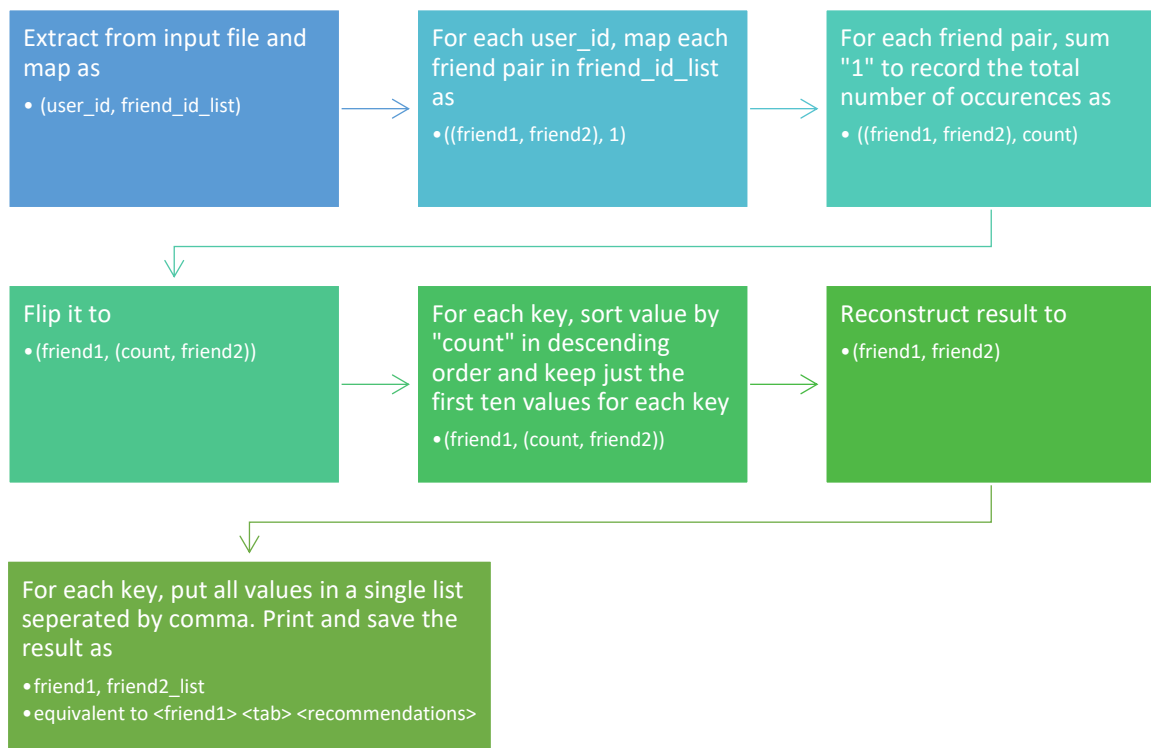 Extract from input file and
map as
• (user_id, friend_id_list)
For each user_id, map each
friend pair in friend_id_list
as
•((friend1, friend2), 1)
For each friend pair, sum
"1" to record the total
number of occurences as
• ((friend1, friend2), count)
Flip it to
•(friend1, (count, friend2))
For each key, sort value by
"count" in descending
order and keep just the
first ten values for each key
•(friend1, (count, friend2))
Reconstruct result to
•(friend1, friend2)
For each key, put all values in a single list
seperated by comma. Print and save the
result as
•friend1, friend2_list
•equivalent to <friend1> <tab> <recommendations>